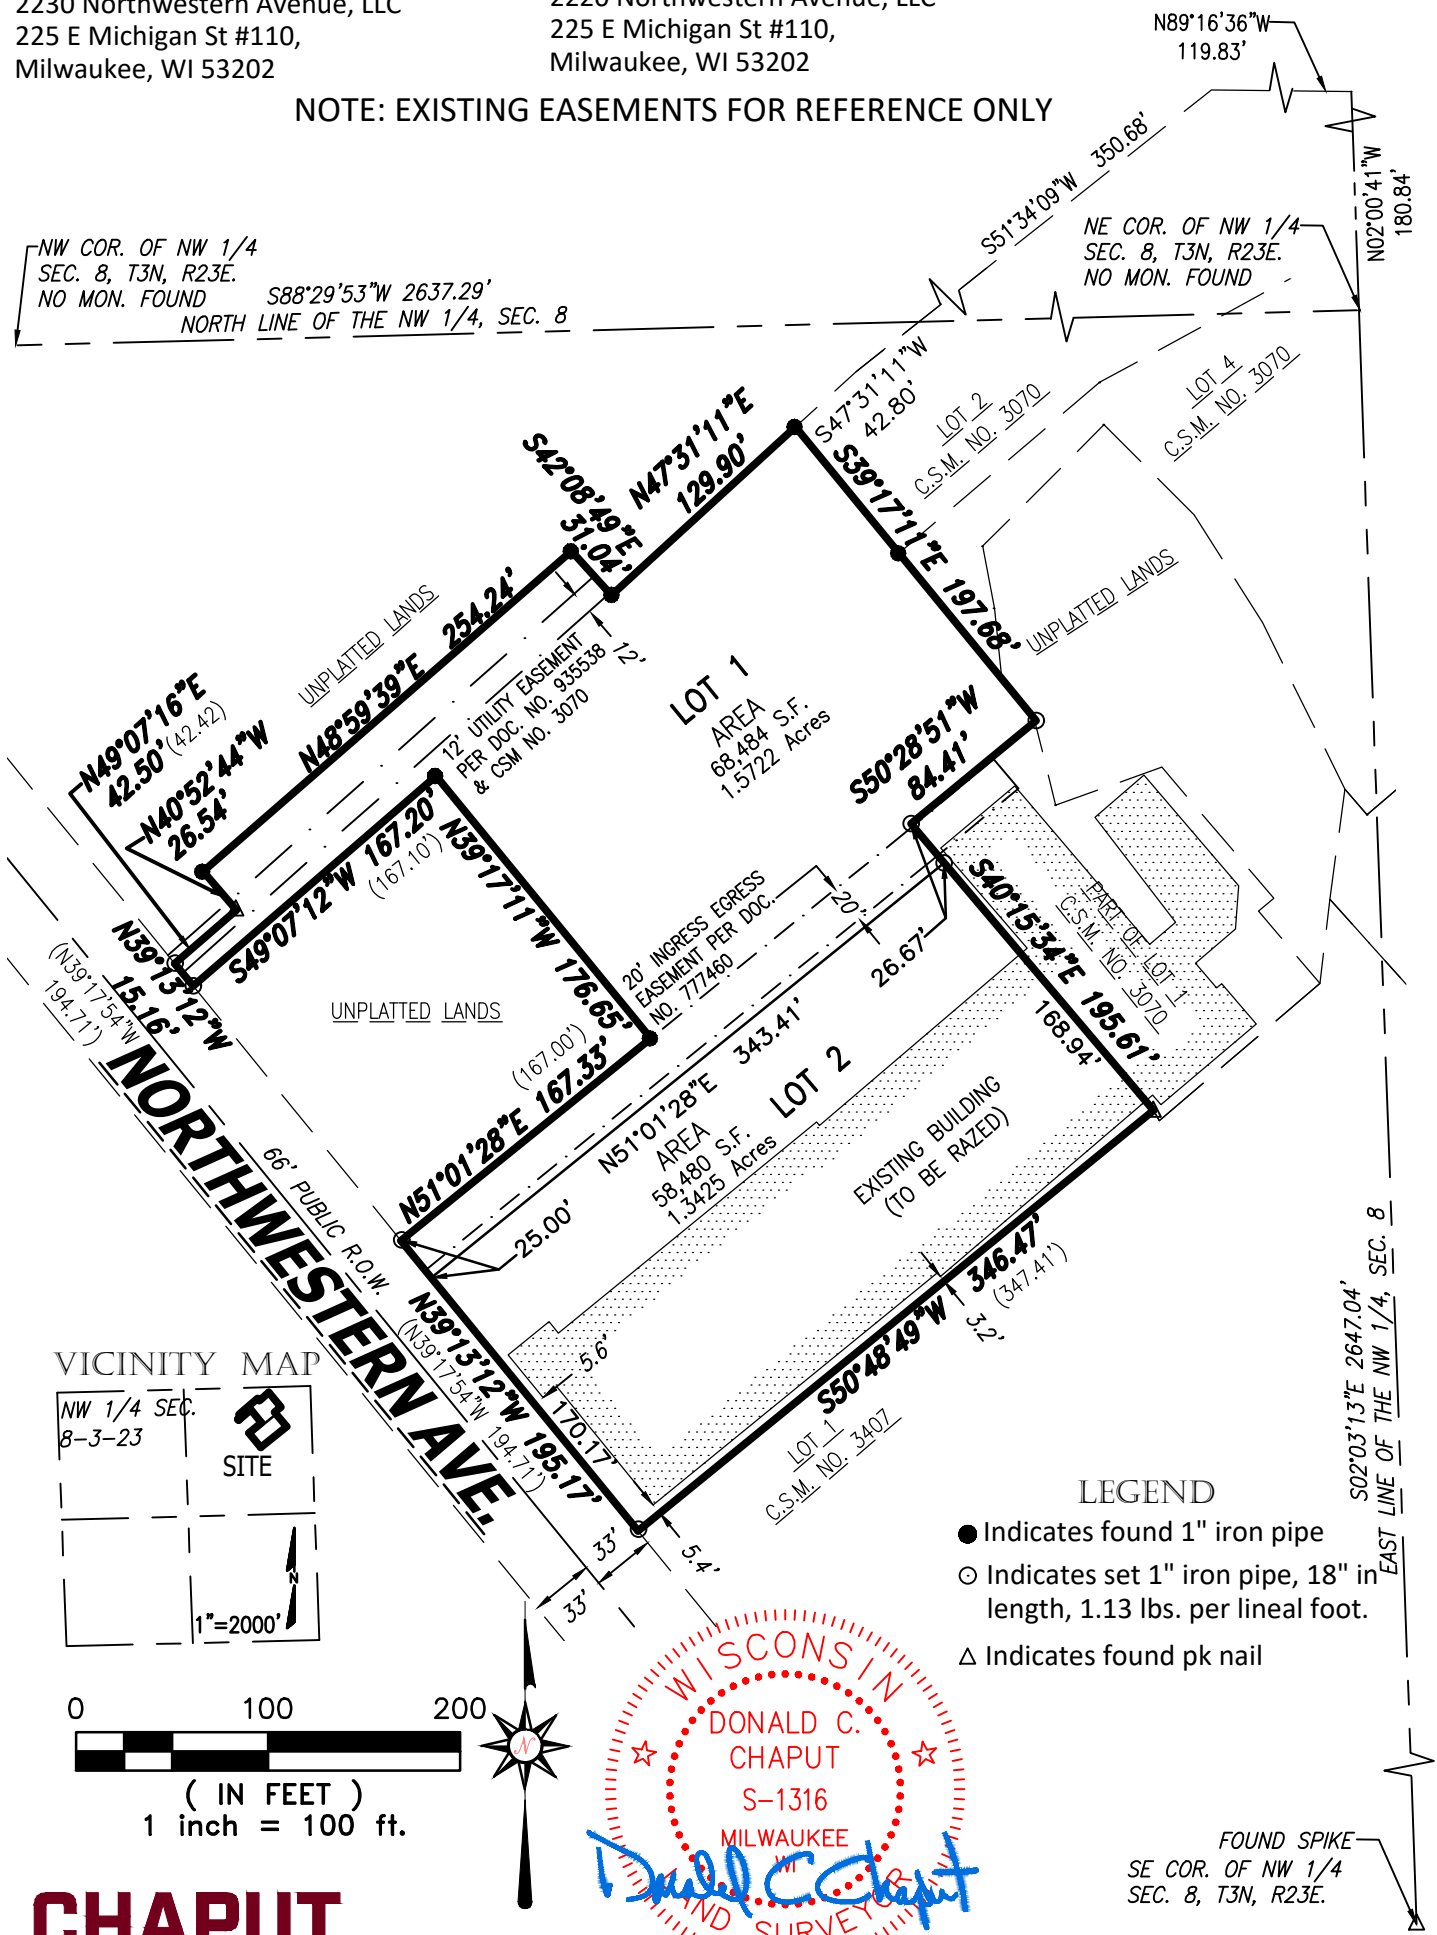 2230 Northwestern Avenue, LLC
225 E Michigan St #110,
Milwaukee, WI 53202
2220 Northwestern Avenue, LLC
225 E Michigan St #110,
Milwaukee, WI 53202
NOTE: EXISTING EASEMENTS FOR REFERENCE ONLY
N89°16'36"W
119.83'
S51°34'09"W 350.68'
N02°00'41"W
180.84'
NW COR. OF NW 1/4
SEC. 8, T3N, R23E.
NO MON. FOUND
S88°29'53"W 2637.29'
NORTH LINE OF THE NW 1/4, SEC. 8
NE COR. OF NW 1/4
SEC. 8, T3N, R23E.
NO MON. FOUND
S47°31'11"W
42.80'
LOT 2
C.S.M. NO. 3070
LOT 4
C.S.M. NO. 3070
S42°08'49"E
31.04'
N47°31'11"E
129.90'
S39°17'11"E 197.68'
UNPLATTED LANDS
N48°59'39"E 254.24'
UNPLATTED LANDS
12' UTILITY EASEMENT
PER DOC. NO. 935538
& CSM NO. 3070
12'
LOT 1
AREA
68,484 S.F.
1.5722 Acres
N49°07'16"E
42.50' (42.42)
N40°52'44"W
26.54'
S50°28'51"W
84.41'
S49°07'12"W 167.20'
(167.10')
N39°17'11"W 176.65'
N39°13'12"W
15.16'
(N39°17'54"W
194.71')
UNPLATTED LANDS
20' INGRESS EGRESS
EASEMENT PER DOC.
NO. 777460
20'
26.67'
S40°15'34"E 195.61'
168.94'
PART OF LOT 1
C.S.M. NO. 3070
(167.00')
N51°01'28"E 167.33'
N51°01'28"E 343.41'
LOT 2
AREA
58,480 S.F.
1.3425 Acres
25.00'
EXISTING BUILDING
(TO BE RAZED)
NORTHWESTERN AVE.
66' PUBLIC R.O.W.
N39°13'12"W 195.17'
(N39°17'54"W 194.71')
5.6'
170.17'
S50°48'49"W 346.47'
(347.41')
3.2'
LOT 1
C.S.M. NO. 3407
5.4'
33'
33'
S02°03'13"E 2647.04'
EAST LINE OF THE NW 1/4, SEC. 8
VICINITY MAP
NW 1/4 SEC.
8-3-23
SITE
N
1"=2000'
LEGEND
Indicates found 1" iron pipe
Indicates set 1" iron pipe, 18" in
length, 1.13 lbs. per lineal foot.
Indicates found pk nail
0 100 200
( IN FEET )
1 inch = 100 ft.
N
WISCONSIN
DONALD C.
CHAPUT
S-1316
MILWAUKEE
WI
LAND SURVEYOR
Donald C Chaput
FOUND SPIKE
SE COR. OF NW 1/4
SEC. 8, T3N, R23E.
CHAPUT